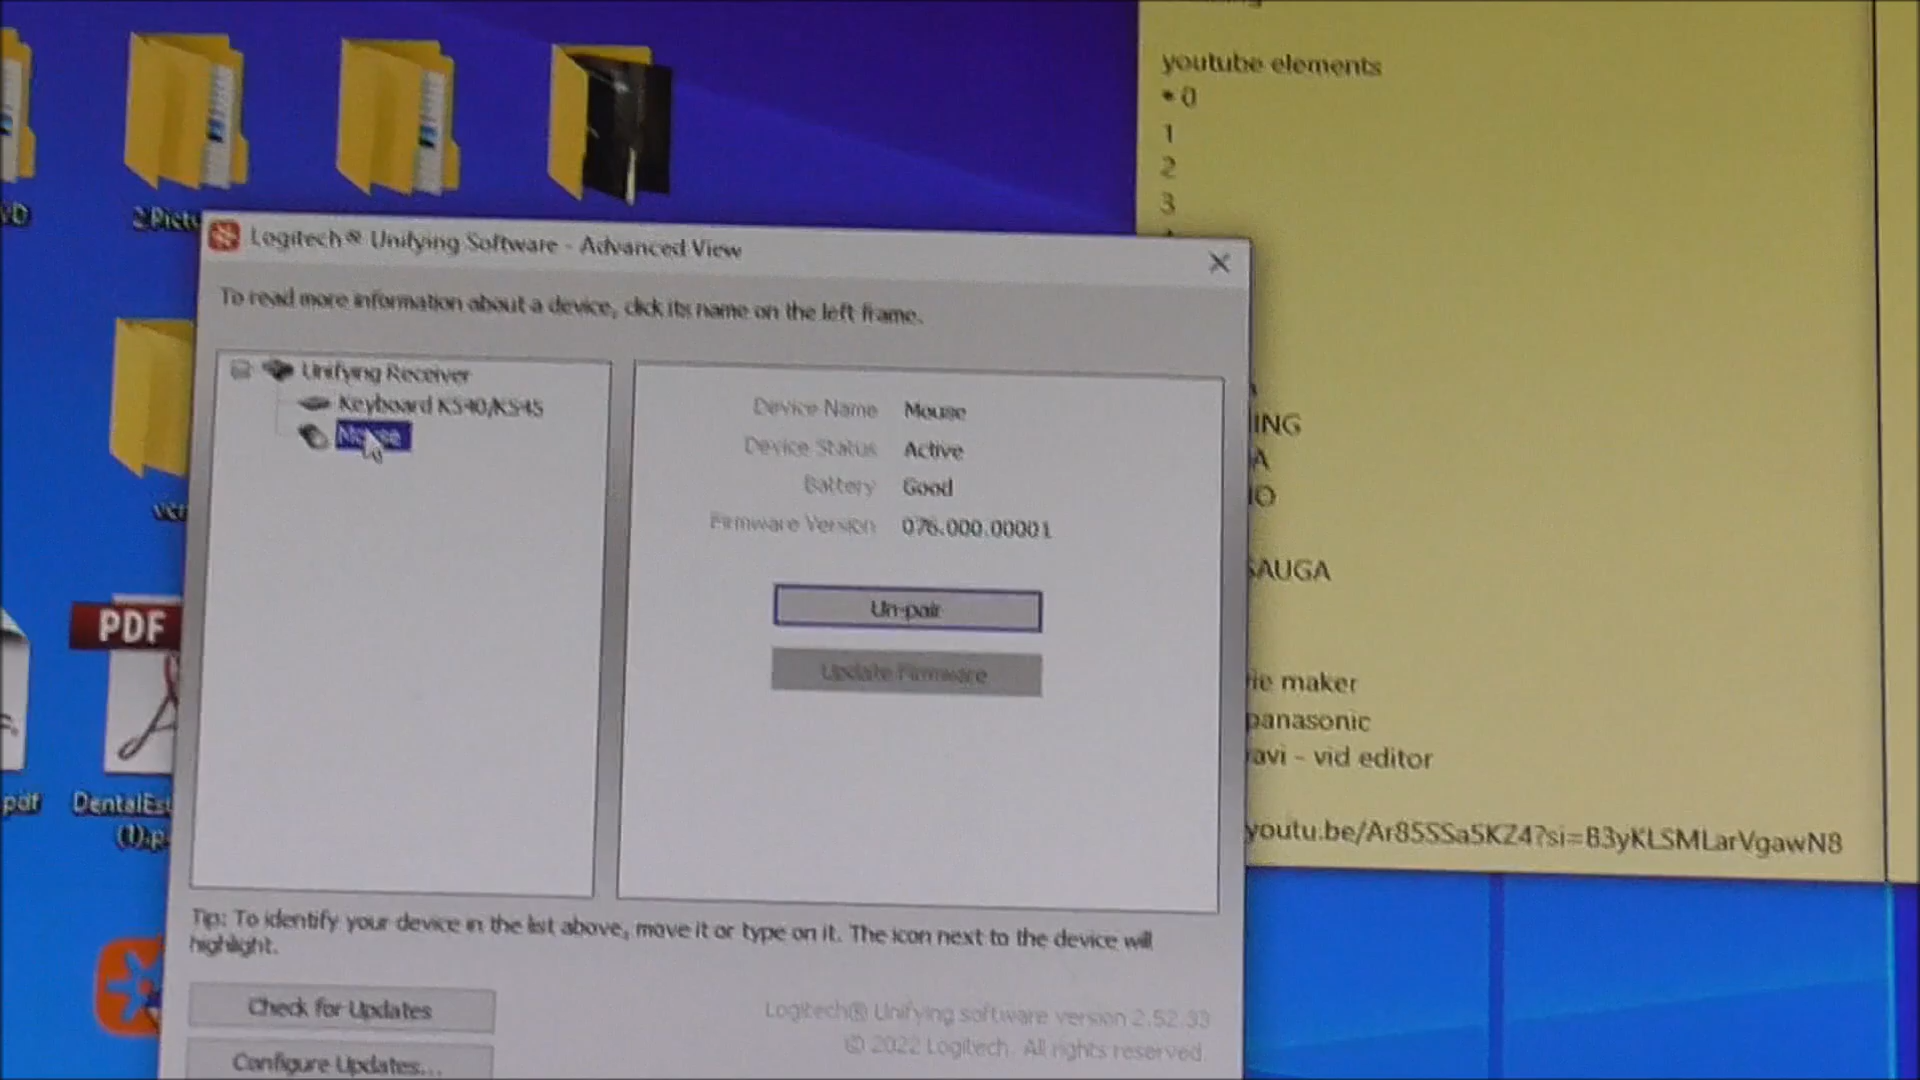 youtube elements
• 0
1
2
3
VD
2 Pict
Logitech® Unifying Software - Advanced View
To read more information about a device, click its name on the left frame.
Unifying Receiver
Keyboard K540/K545
Mouse
Device Name Mouse
Device Status Active
Battery Good
Firmware Version 076.000.00001
Un-pair
Update Firmware
ING
A
IO
SAUGA
ie maker
panasonic
avi - vid editor
youtu.be/Ar85SSa5KZ4?si=B3yKLSMLarVgawN8
ver
PDF
pdf
DentalEst
(1).p
Tip: To identify your device in the list above, move it or type on it. The icon next to the device will
highlight.
Check for Updates
Configure Updates...
Logitech® Unifying software version 2.52.33
© 2022 Logitech. All rights reserved.